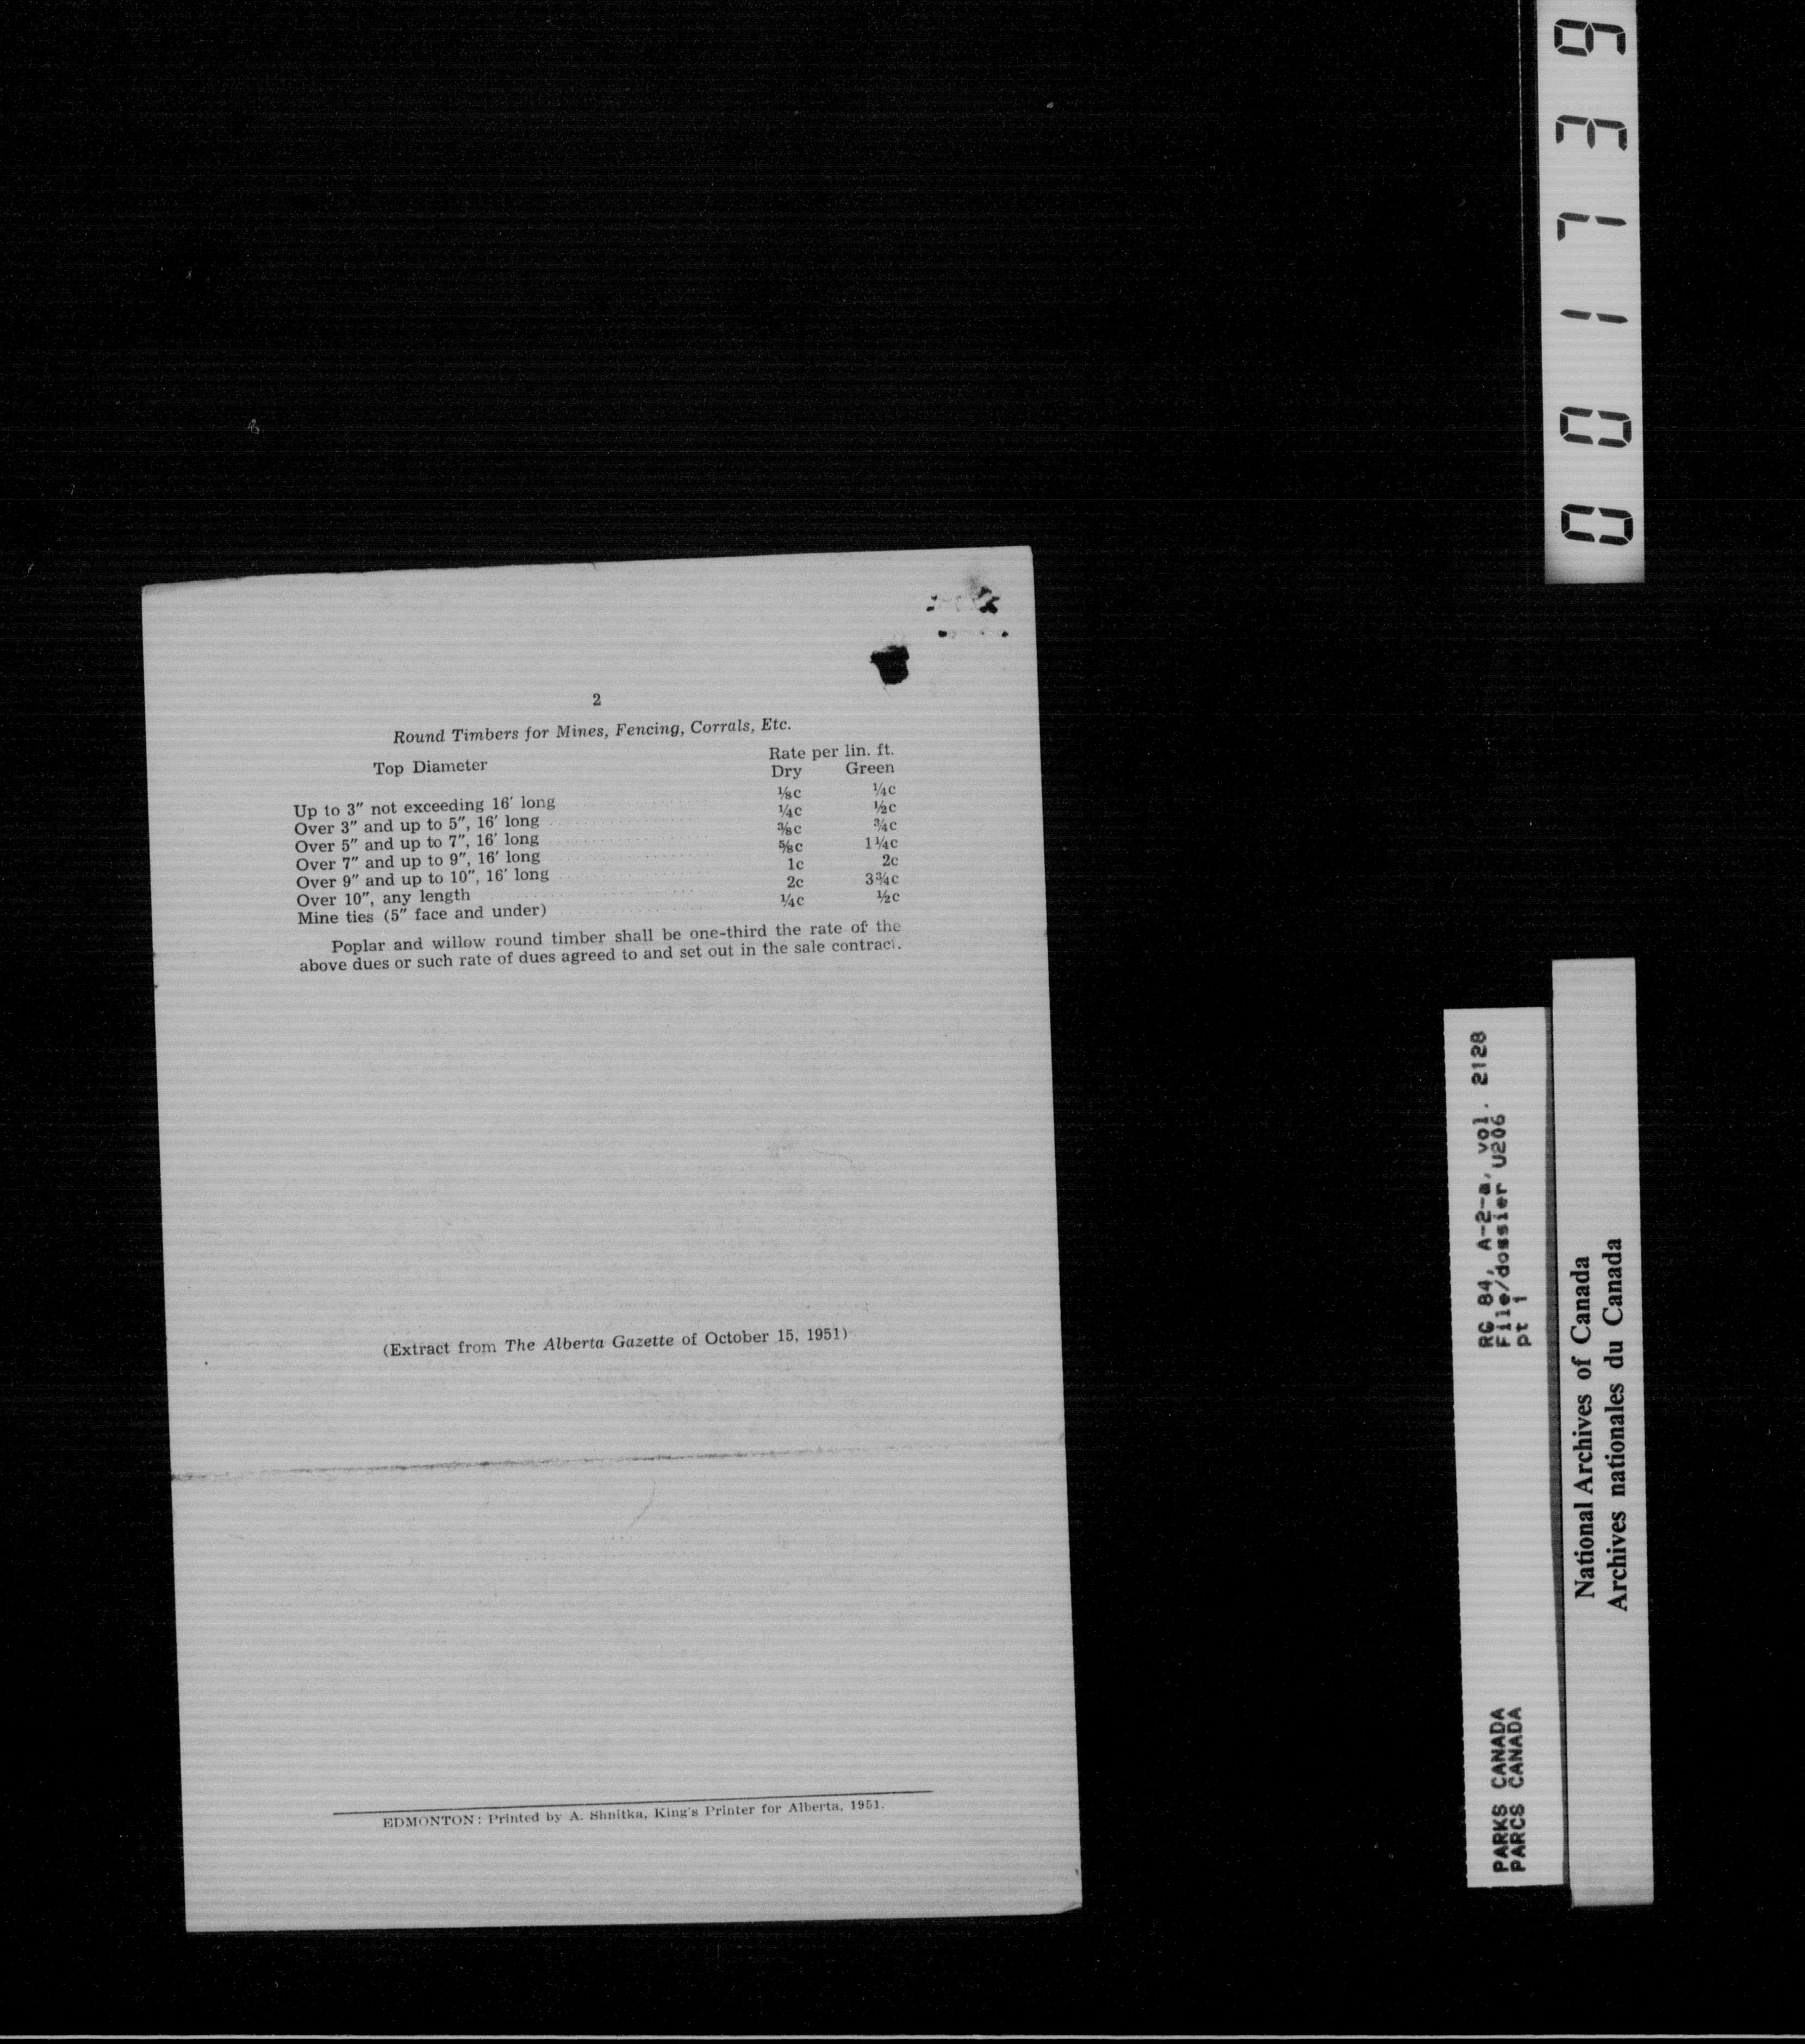 2
Round Timbers for Mines, Fencing, Corrals, Etc.
Top Diameter Rate per lin. ft.
Dry Green
Up to 3″ not exceeding 16′ long ⅛c ¼c
Over 3″ and up to 5″, 16′ long ¼c ½c
Over 5″ and up to 7″, 16′ long ⅜c ¾c
Over 7″ and up to 9″, 16′ long ⅝c 1¼c
Over 9″ and up to 10″, 16′ long 1c 2c
Over 10″, any length 2c 3¾c
Mine ties (5″ face and under) ¼c ½c
Poplar and willow round timber shall be one-third the rate of the
above dues or such rate of dues agreed to and set out in the sale contract.
(Extract from The Alberta Gazette of October 15, 1951)
EDMONTON: Printed by A. Shnitka, King's Printer for Alberta, 1951.
001739
PARKS CANADA RG 84, A-2-a, vol. 2128
PARCS CANADA File/dossier U206
pt 1
National Archives of Canada
Archives nationales du Canada